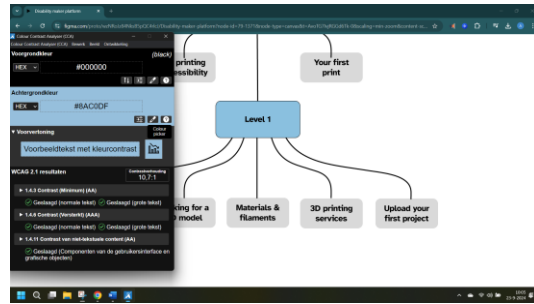 Disability maker platform
Colour Contrast Analyser (CCA)
Colour Contrast Analyser (CCA) Bewerk Beeld Ontwikkeling
Voorgrondkleur (black)
HEX #000000
Achtergrondkleur
HEX #8AC0DF
Colour picker
Voorvertoning
Voorbeeldtekst met kleurcontrast
WCAG 2.1 resultaten
Contrastverhouding
10,7:1
1.4.3 Contrast (Minimum) (AA)
Geslaagd (normale tekst) Geslaagd (grote tekst)
1.4.6 Contrast (Versterkt) (AAA)
Geslaagd (normale tekst) Geslaagd (grote tekst)
1.4.11 Contrast van niet-tekstuele content (AA)
Geslaagd (Componenten van de gebruikersinterface en
grafische objecten)
printing
essibility
Your first
print
Level 1
king for a
model
Materials &
filaments
3D printing
services
Upload your
first project